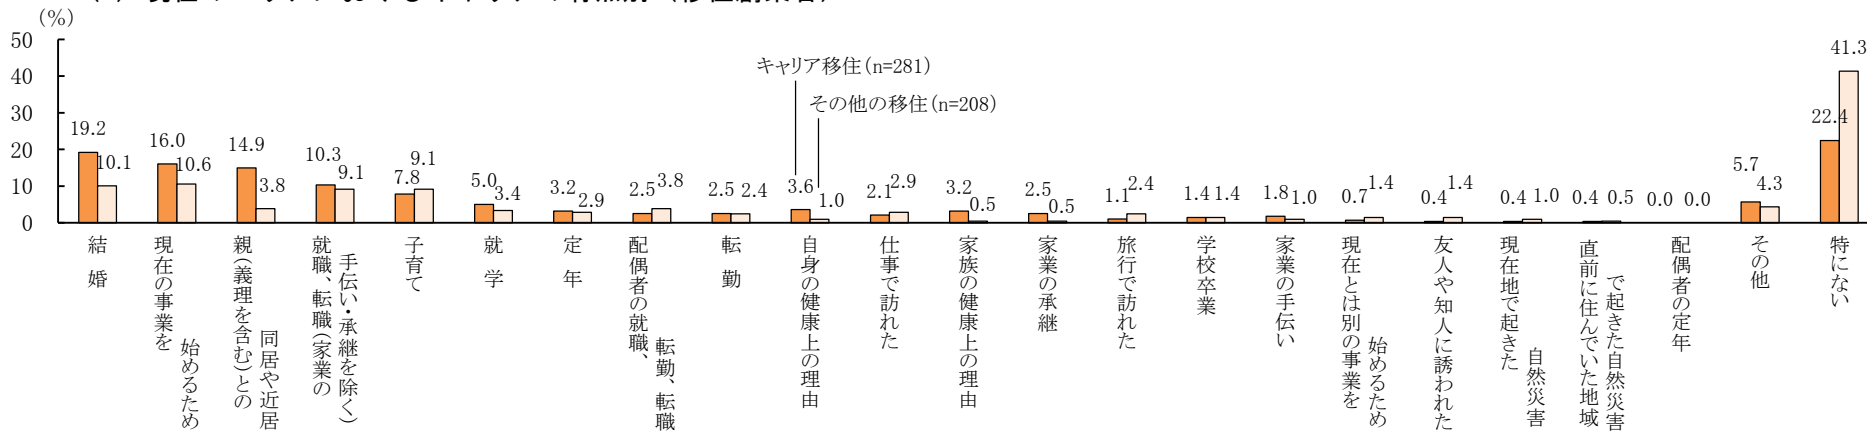 (%)
50
40
30
20
10
0
キャリア移住(n=281)
その他の移住(n=208)
19.2
10.1
16.0
10.6
14.9
3.8
10.3
9.1
7.8
9.1
5.0
3.4
3.2
2.9
2.5
3.8
2.5
2.4
3.6
1.0
2.1
2.9
3.2
0.5
2.5
0.5
1.1
2.4
1.4
1.4
1.8
1.0
0.7
1.4
0.4
1.4
0.4
1.0
0.4
0.5
0.0
0.0
5.7
4.3
22.4
41.3
結婚
現在の事業を
始めるため
親(義理を含む)との
同居や近居
就職、転職(家業の
手伝い・承継を除く)
子育て
就学
定年
配偶者の就職、
転勤、転職
転勤
自身の健康上の理由
仕事で訪れた
家族の健康上の理由
家業の承継
旅行で訪れた
学校卒業
家業の手伝い
現在とは別の事業を
始めるため
友人や知人に誘われた
現在地で起きた
自然災害
直前に住んでいた地域
で起きた自然災害
配偶者の定年
その他
特にない